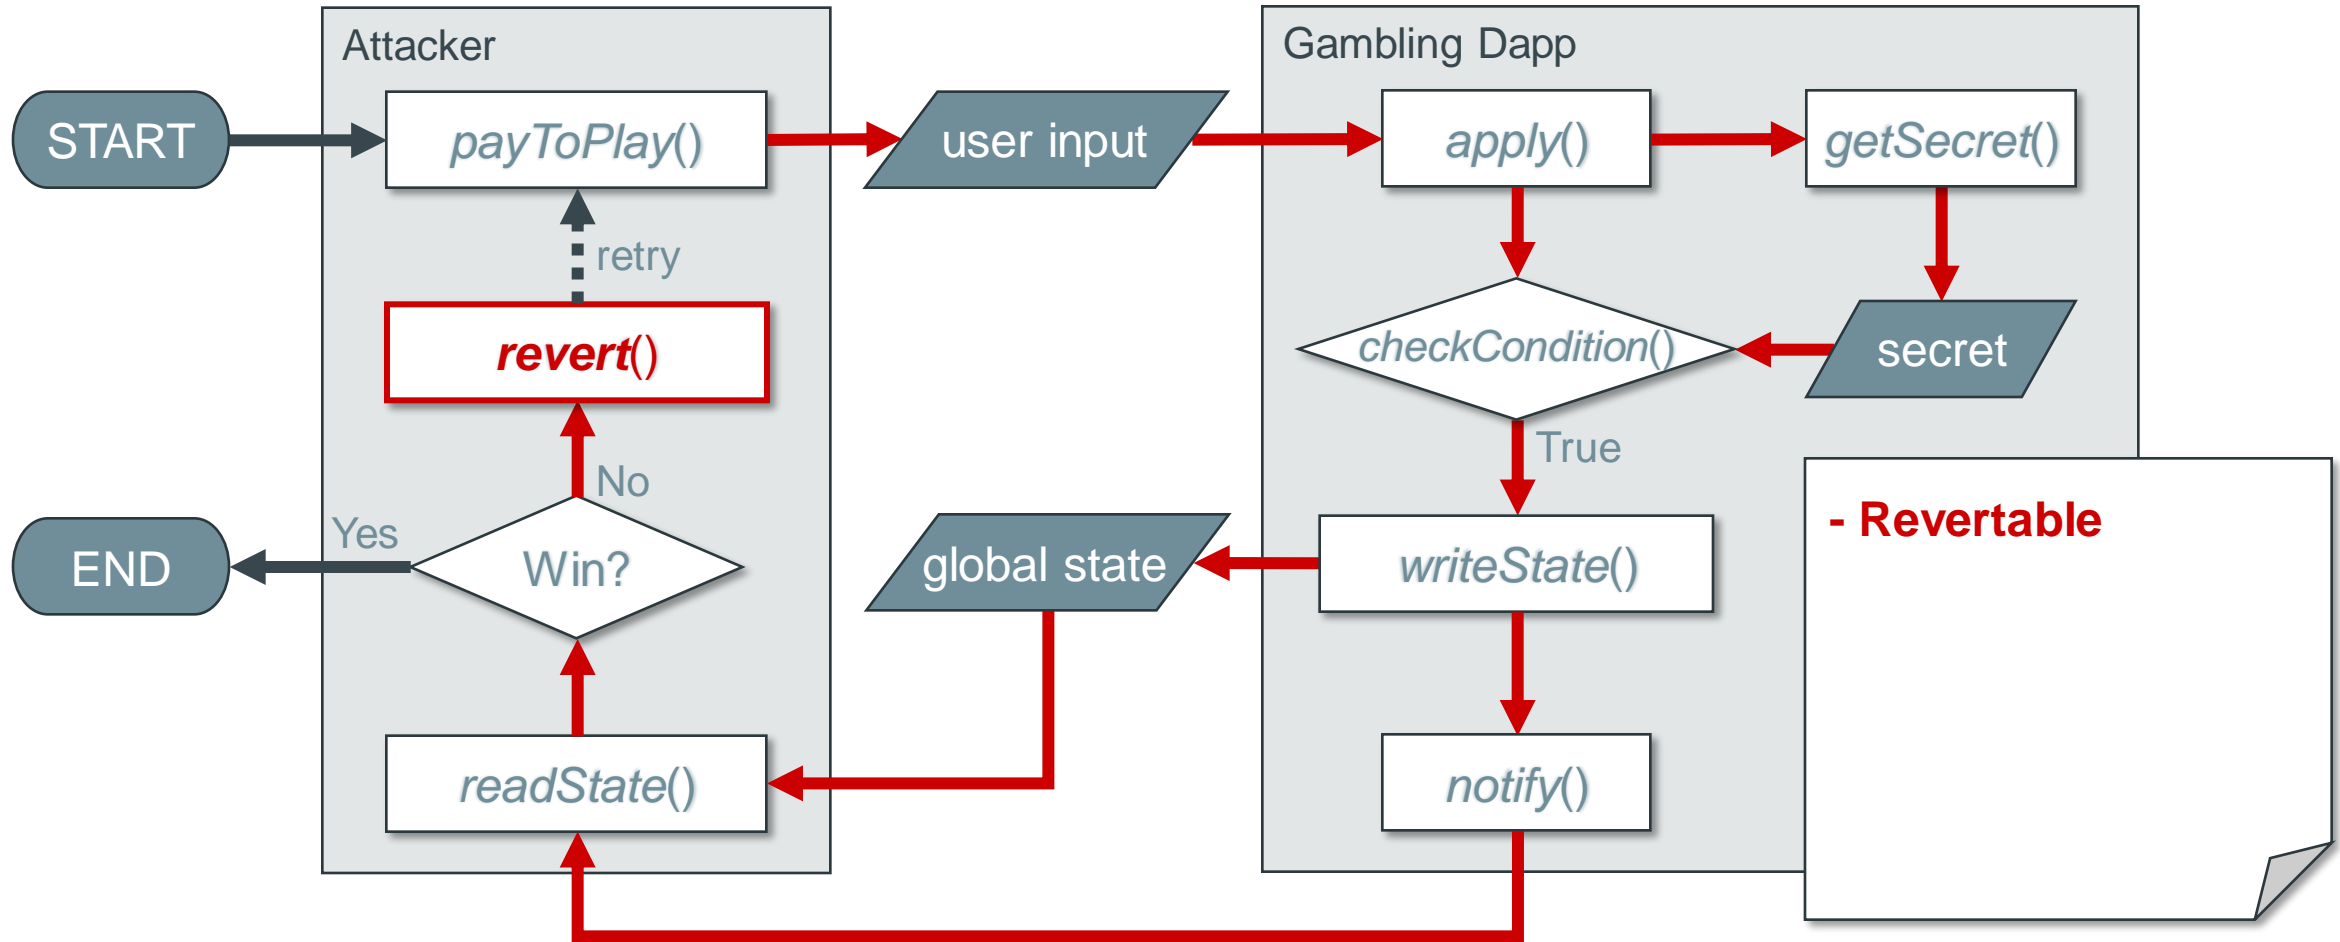 Attacker
Gambling Dapp
START
payToPlay()
user input
apply()
getSecret()
retry
revert()
checkCondition()
secret
True
No
Yes
- Revertable
END
Win?
global state
writeState()
readState()
notify()